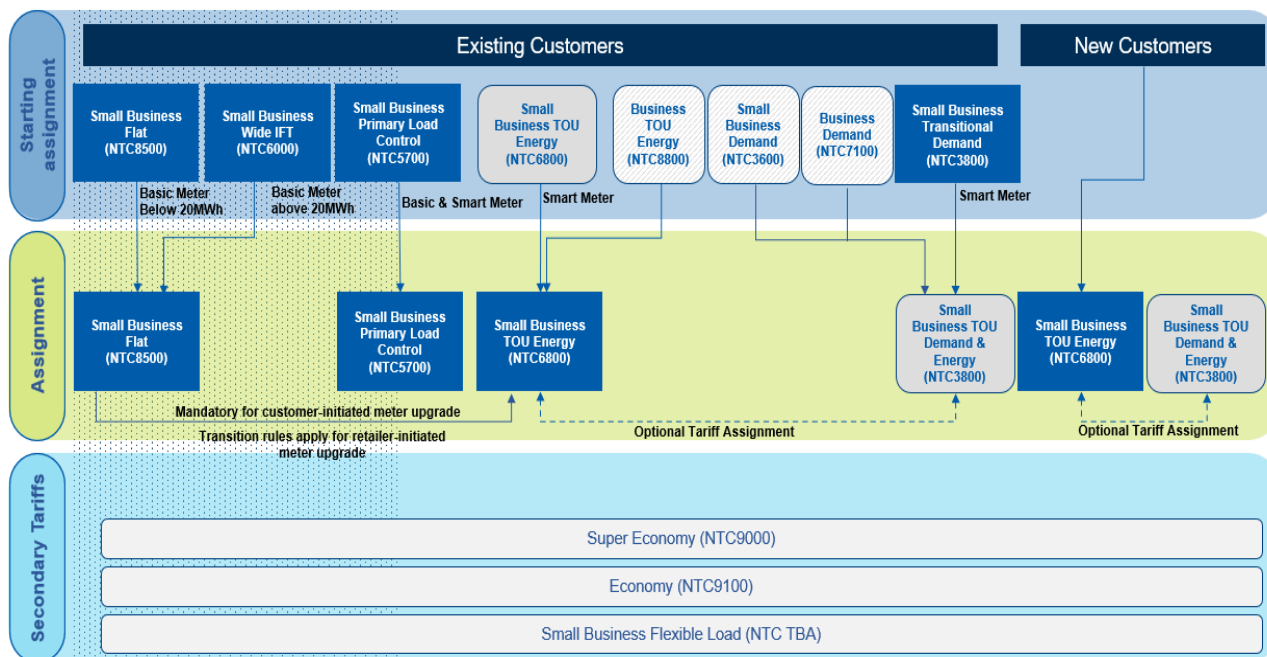 Starting
assignment
Existing Customers
New Customers
Small Business
Flat
(NTC8500)
Small Business
Wide IFT
(NTC6000)
Small Business
Primary Load
Control
(NTC5700)
Small
Business TOU
Energy
(NTC6800)
Business
TOU
Energy
(NTC8800)
Small
Business
Demand
(NTC3600)
Business
Demand
(NTC7100)
Small Business
Transitional
Demand
(NTC3800)
Basic Meter
Below 20MWh
Basic Meter
above 20MWh
Basic & Smart Meter
Smart Meter
Smart Meter
Assignment
Small Business
Flat
(NTC8500)
Small Business
Primary Load
Control
(NTC5700)
Small Business
TOU Energy
(NTC6800)
Small
Business TOU
Demand &
Energy
(NTC3800)
Small Business
TOU Energy
(NTC6800)
Small
Business TOU
Demand &
Energy
(NTC3800)
Mandatory for customer-initiated meter upgrade
Transition rules apply for retailer-initiated
meter upgrade
Optional Tariff Assignment
Optional Tariff Assignment
Secondary Tariffs
Super Economy (NTC9000)
Economy (NTC9100)
Small Business Flexible Load (NTC TBA)